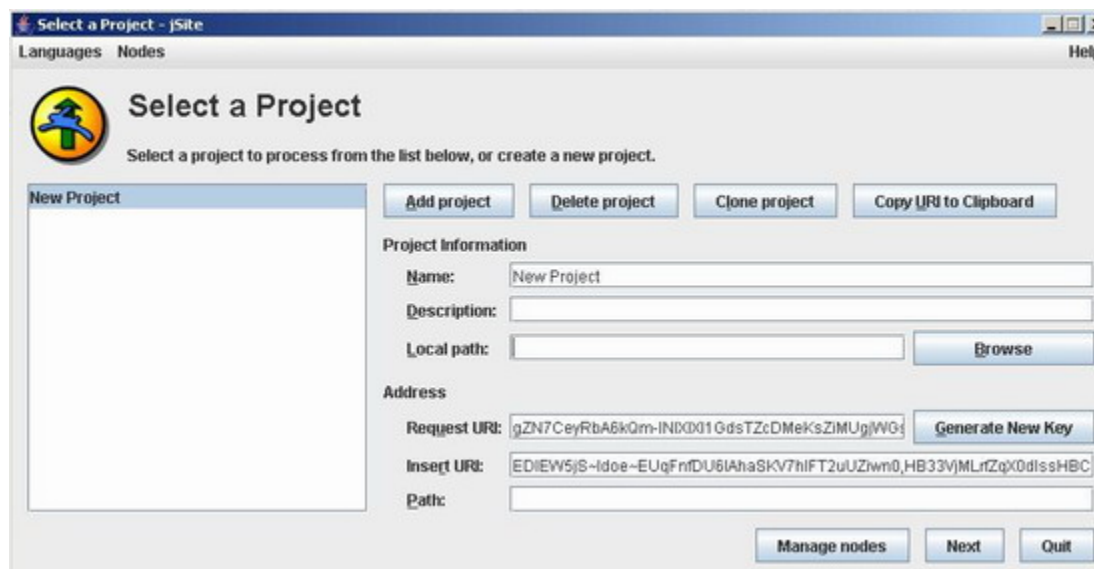 Select a Project - jSite
Languages Nodes Help
Select a Project
Select a project to process from the list below, or create a new project.
New Project
Add project Delete project Clone project Copy URI to Clipboard
Project Information
Name: New Project
Description:
Local path: Browse
Address
Request URI: Generate New Key
Insert URI:
Path:
Manage nodes Next Quit